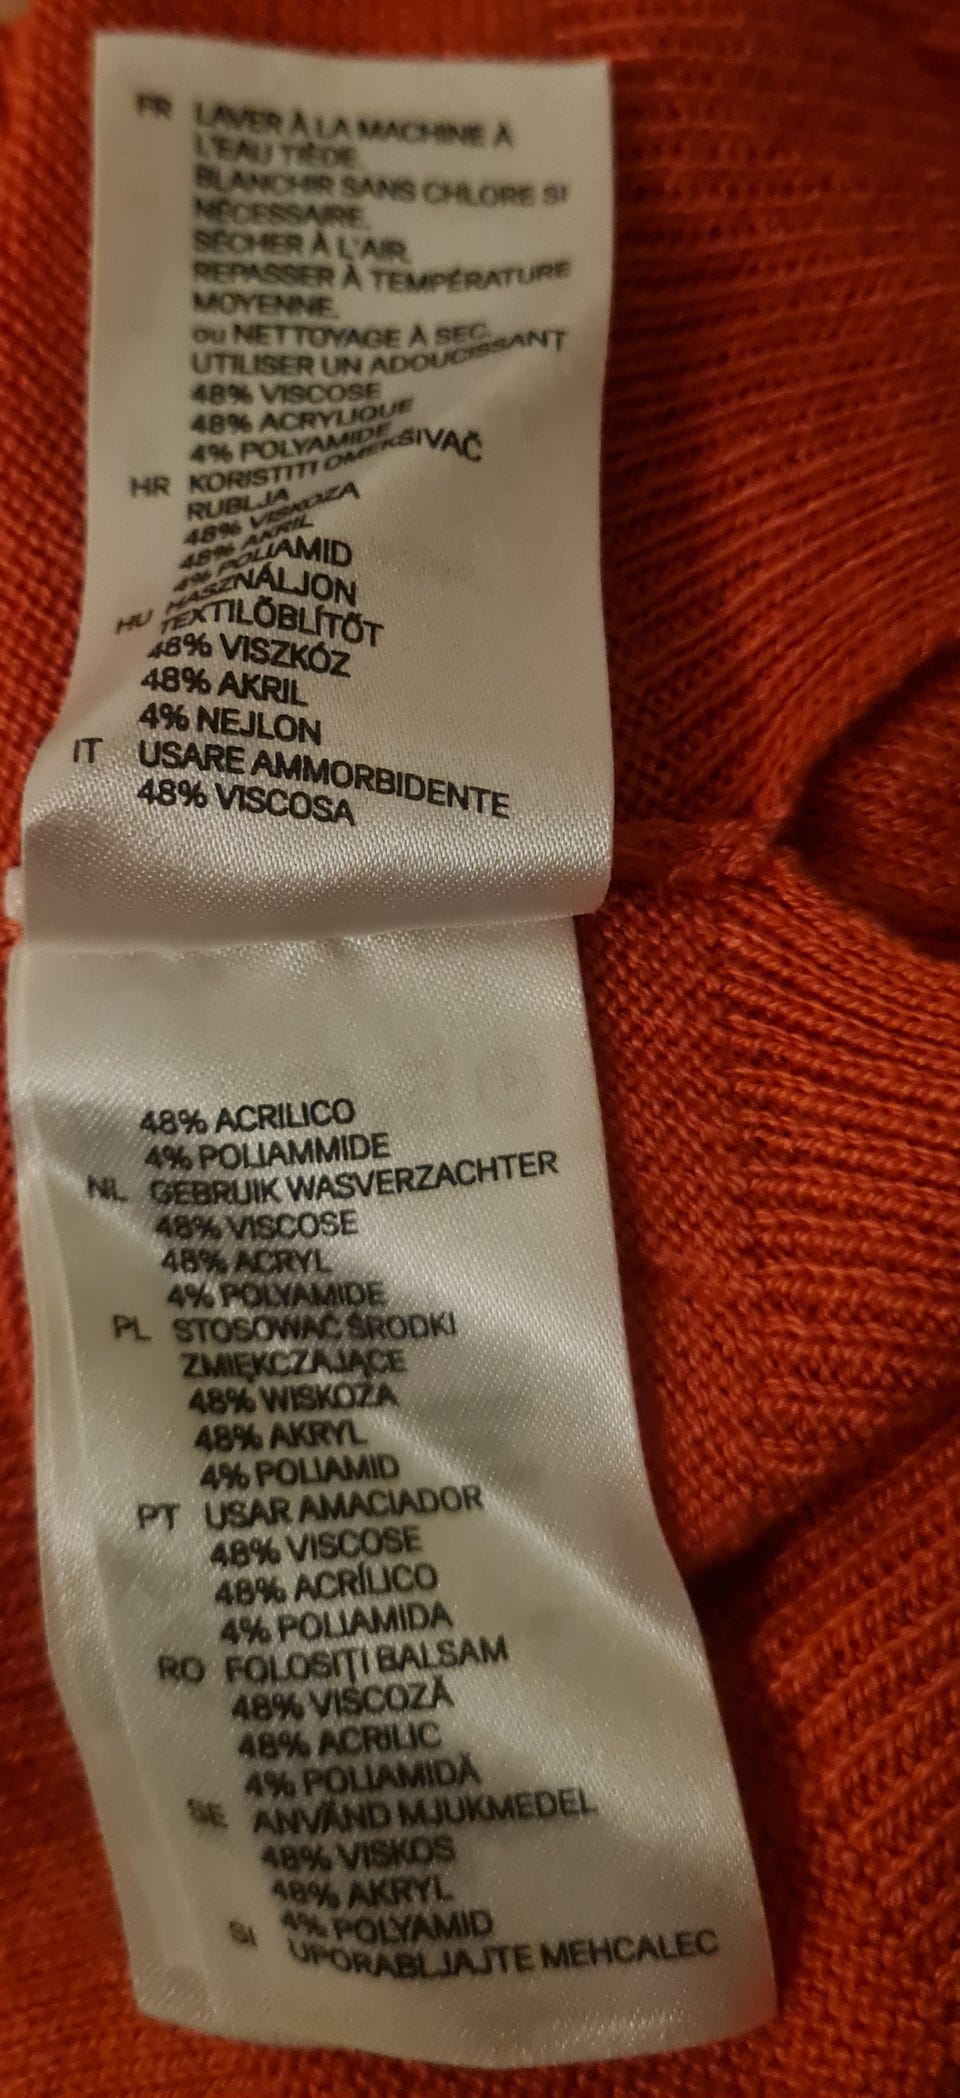 FR LAVER À LA MACHINE À
L'EAU TIÈDE.
BLANCHIR SANS CHLORE SI
NÉCESSAIRE.
SÉCHER À L'AIR.
REPASSER À TEMPÉRATURE
MOYENNE.
ou NETTOYAGE À SEC.
UTILISER UN ADOUCISSANT
48% VISCOSE
48% ACRYLIQUE
4% POLYAMIDE
HR KORISTITI OMEKŠIVAČ
RUBLJA
48% VISKOZA
48% AKRIL
4% POLIAMID
HU HASZNÁLJON
TEXTILÖBLÍTŐT
48% VISZKÓZ
48% AKRIL
4% NEJLON
IT USARE AMMORBIDENTE
48% VISCOSA
48% ACRILICO
4% POLIAMMIDE
NL GEBRUIK WASVERZACHTER
48% VISCOSE
48% ACRYL
4% POLYAMIDE
PL STOSOWAĆ ŚRODKI
ZMIĘKCZAJĄCE
48% WISKOZA
48% AKRYL
4% POLIAMID
PT USAR AMACIADOR
48% VISCOSE
48% ACRÍLICO
4% POLIAMIDA
RO FOLOSIȚI BALSAM
48% VISCOZĂ
48% ACRILIC
4% POLIAMIDĂ
SE ANVÄND MJUKMEDEL
48% VISKOS
48% AKRYL
4% POLYAMID
SI UPORABLJAJTE MEHCALEC